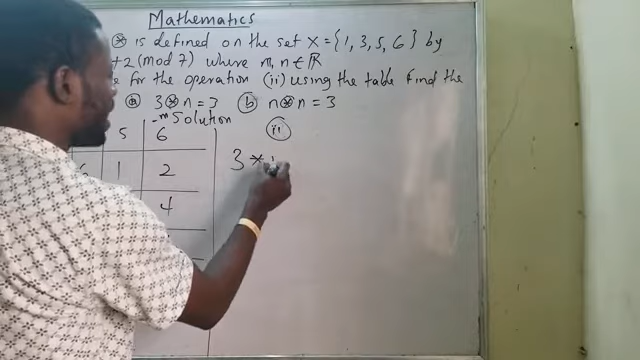 Mathematics
⊛ is defined on the set X = {1, 3, 5, 6} by
+2 (mod 7) where m, n ∈ ℝ
e for the operation (ii) using the table find the
(a) 3⊛n = 3 (b) n⊛n = 3
Solution
5 6 (ii)
1 2 3 *
4